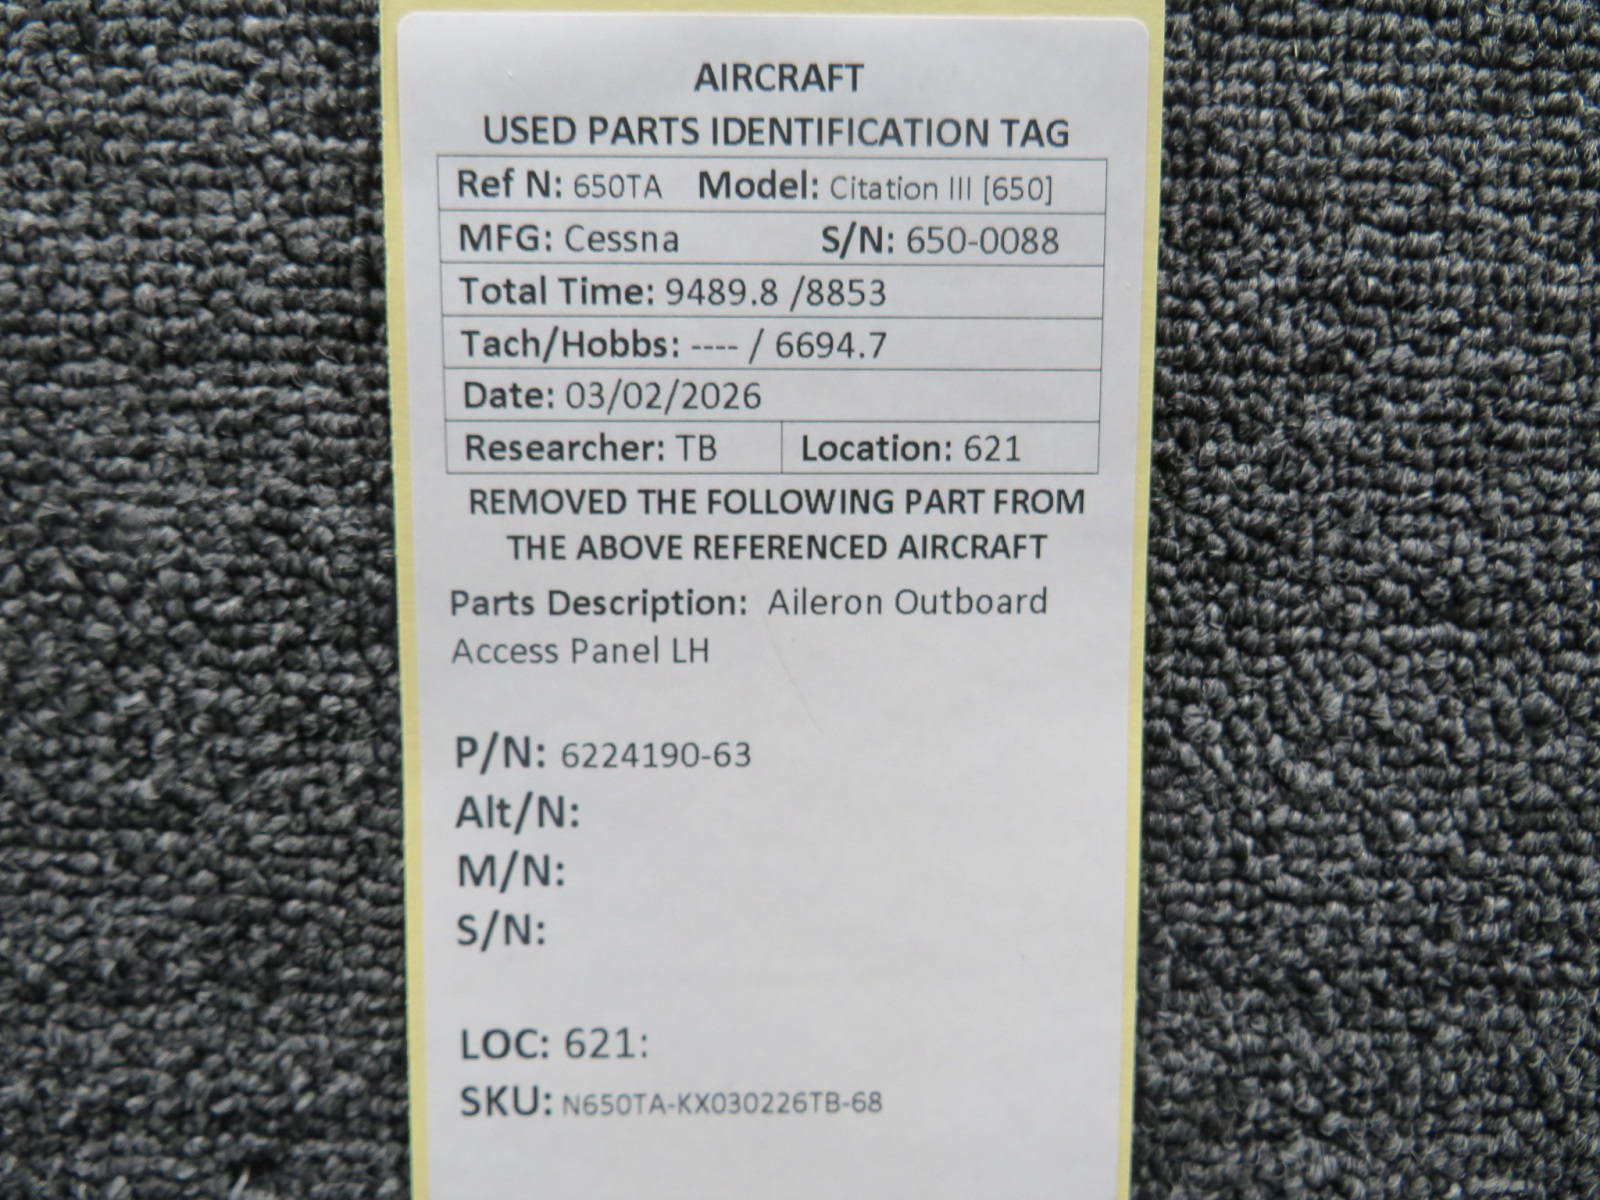 AIRCRAFT
USED PARTS IDENTIFICATION TAG
Ref N: 650TA Model: Citation III [650]
MFG: Cessna S/N: 650-0088
Total Time: 9489.8 /8853
Tach/Hobbs: ---- / 6694.7
Date: 03/02/2026
Researcher: TB Location: 621
REMOVED THE FOLLOWING PART FROM
THE ABOVE REFERENCED AIRCRAFT
Parts Description: Aileron Outboard
Access Panel LH
P/N: 6224190-63
Alt/N:
M/N:
S/N:
LOC: 621:
SKU: N650TA-KX030226TB-68